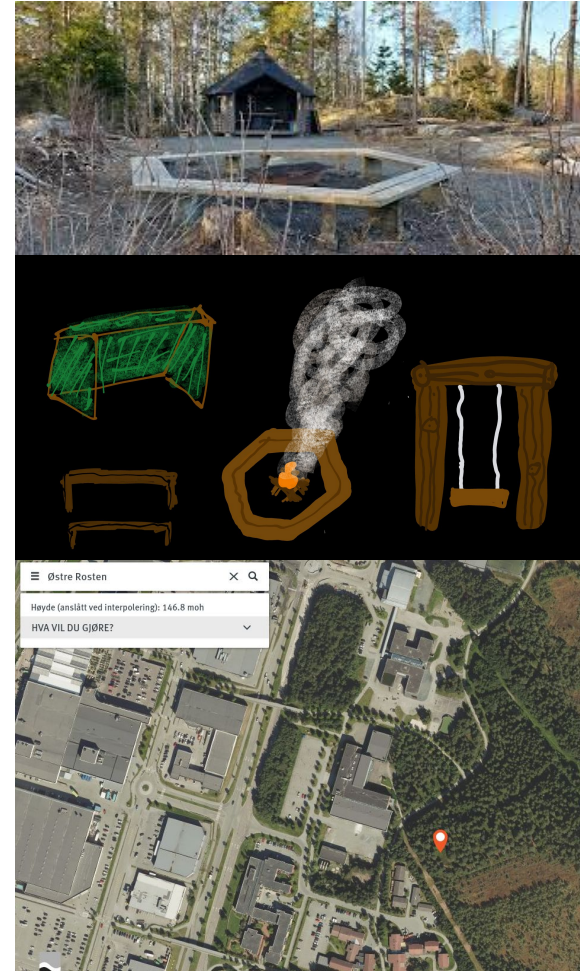 Østre Rosten
Høyde (anslått ved interpolering): 146.8 moh
HVA VIL DU GJØRE?